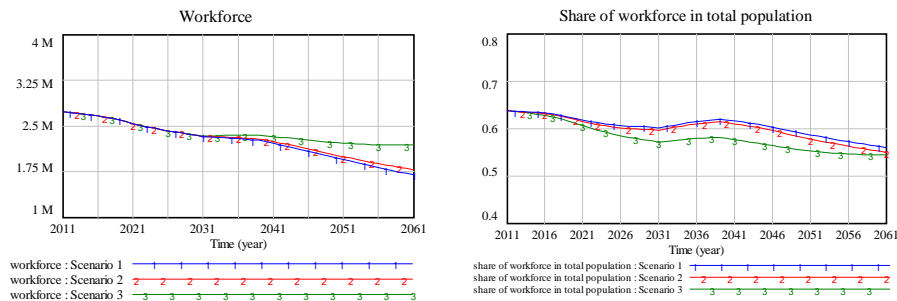 Workforce
4 M
3.25 M
2.5 M
1.75 M
1 M
2011 2021 2031 2041 2051 2061
Time (year)
workforce : Scenario 1
workforce : Scenario 2
workforce : Scenario 3
Share of workforce in total population
0.8
0.7
0.6
0.5
0.4
2011 2016 2021 2026 2031 2036 2041 2046 2051 2056 2061
Time (year)
share of workforce in total population : Scenario 1
share of workforce in total population : Scenario 2
share of workforce in total population : Scenario 3